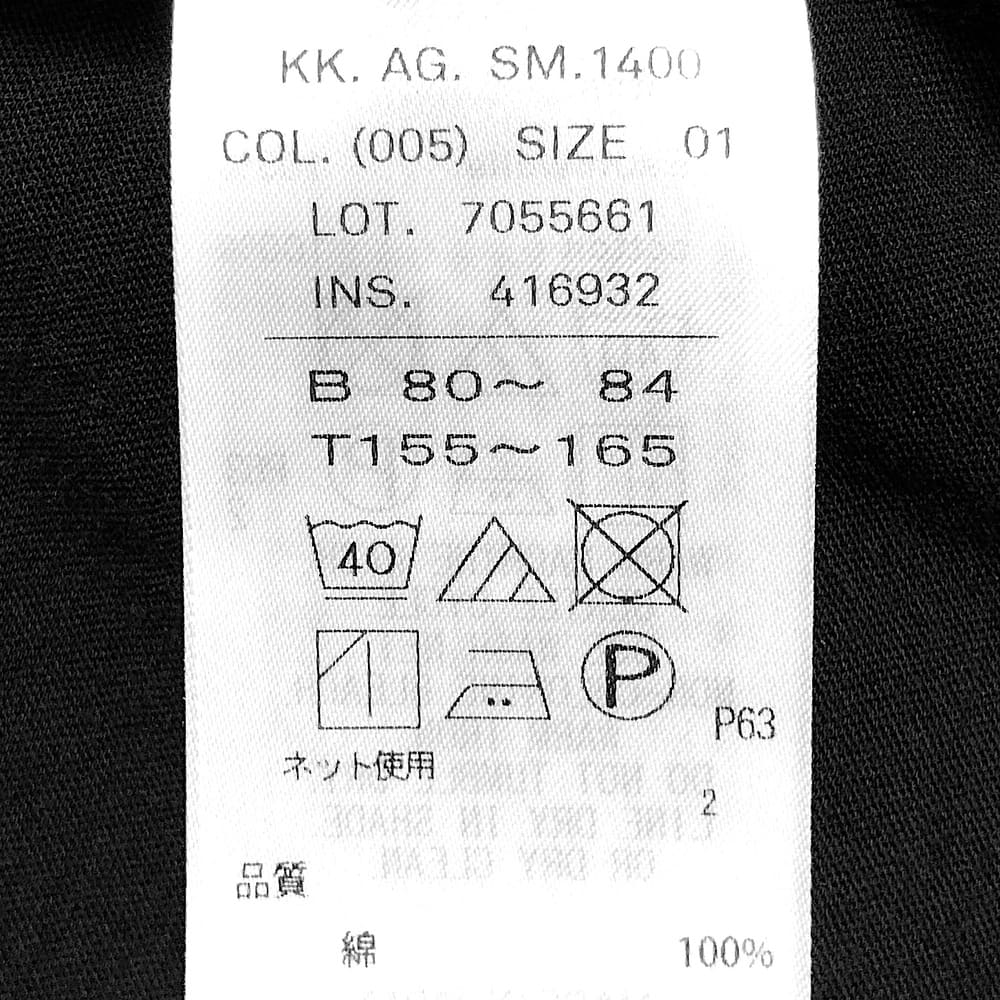 KK. AG. SM.1400
COL. (005) SIZE 01
LOT. 7055661
INS. 416932
B 80～ 84
T155～165
40
P
P63
ネット使用
2
品質
綿 100%